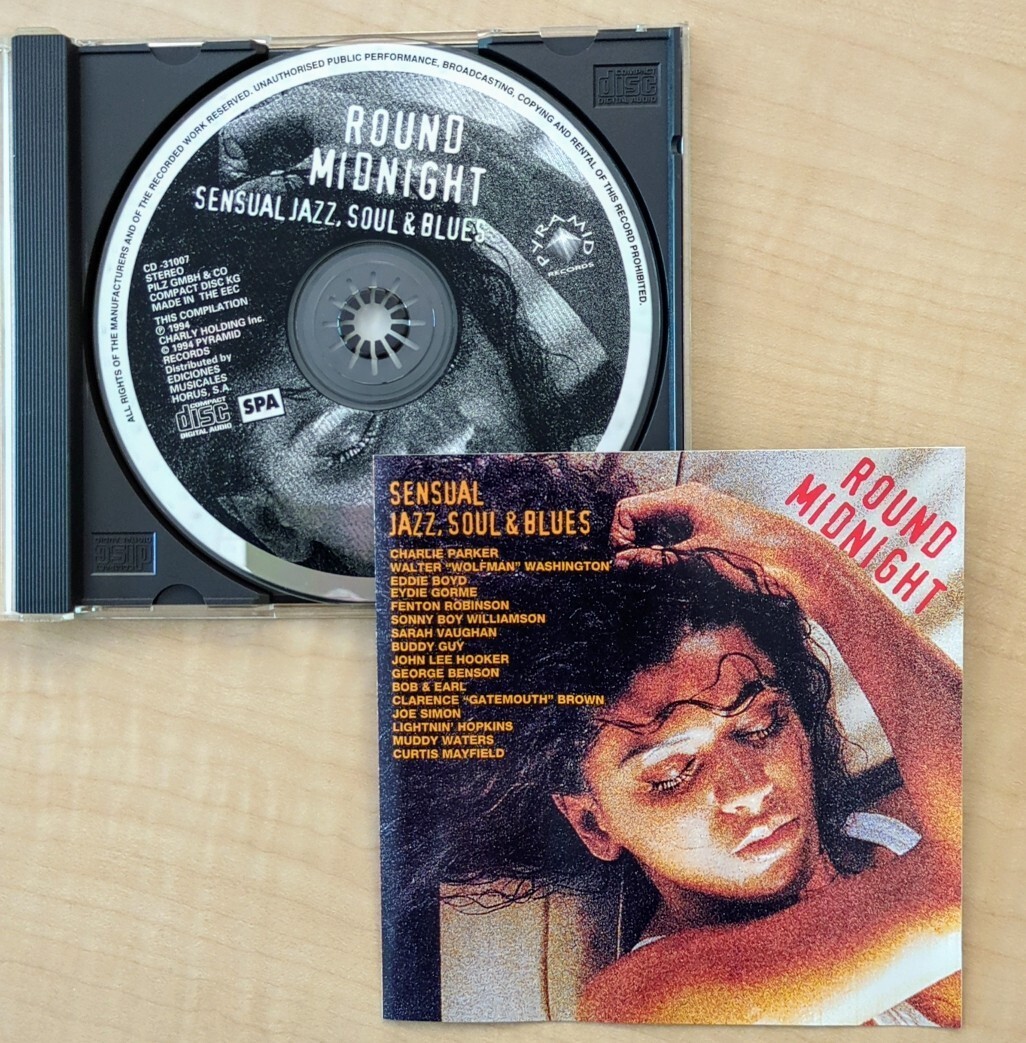 ALL RIGHTS OF THE MANUFACTURERS AND OF THE RECORDED WORK RESERVED. UNAUTHORISED PUBLIC PERFORMANCE, BROADCASTING, COPYING AND RENTAL OF THIS RECORD PROHIBITED.
ROUND
MIDNIGHT
SENSUAL JAZZ, SOUL & BLUES
PYRAMID
RECORDS
CD -31007
STEREO
PILZ GMBH & CO
COMPACT DISC KG
MADE IN THE EEC
THIS COMPILATION
℗ 1994
CHARLY HOLDING Inc.
© 1994 PYRAMID
RECORDS
Distributed by
EDICIONES
MUSICALES
HORUS, S.A.
COMPACT
disc
DIGITAL AUDIO
SPA
COMPACT
disc
DIGITAL AUDIO
COMPACT
disc
DIGITAL AUDIO
SENSUAL
JAZZ, SOUL & BLUES
CHARLIE PARKER
WALTER "WOLFMAN" WASHINGTON
EDDIE BOYD
EYDIE GORME
FENTON ROBINSON
SONNY BOY WILLIAMSON
SARAH VAUGHAN
BUDDY GUY
JOHN LEE HOOKER
GEORGE BENSON
BOB & EARL
CLARENCE "GATEMOUTH" BROWN
JOE SIMON
LIGHTNIN' HOPKINS
MUDDY WATERS
CURTIS MAYFIELD
ROUND
MIDNIGHT